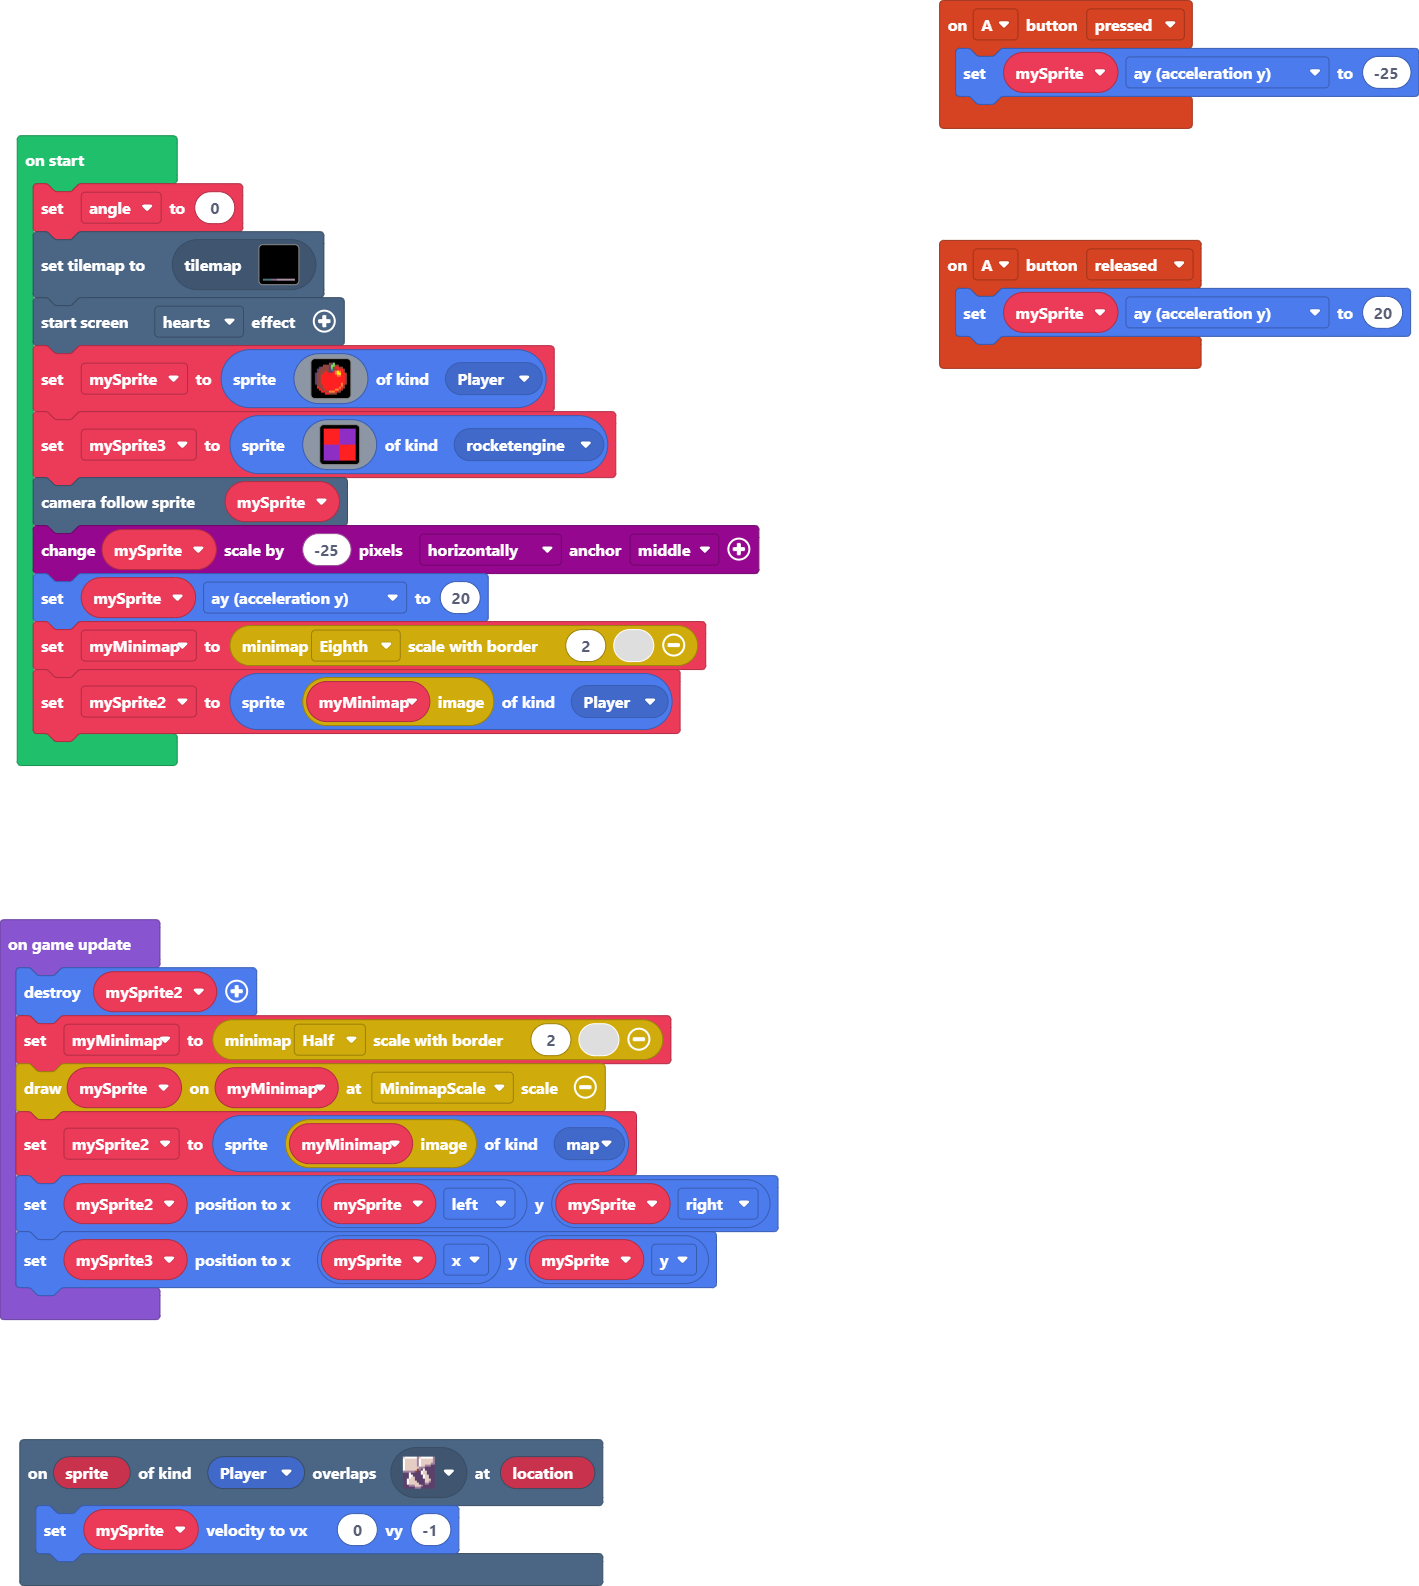 on A button pressed
set mySprite ay (acceleration y) to -25
on start
set angle to 0
set tilemap to tilemap
start screen hearts effect
set mySprite to sprite of kind Player
set mySprite3 to sprite of kind rocketengine
camera follow sprite mySprite
change mySprite scale by -25 pixels horizontally anchor middle
set mySprite ay (acceleration y) to 20
set myMinimap to minimap Eighth scale with border 2
set mySprite2 to sprite myMinimap image of kind Player
on A button released
set mySprite ay (acceleration y) to 20
on game update
destroy mySprite2
set myMinimap to minimap Half scale with border 2
draw mySprite on myMinimap at MinimapScale scale
set mySprite2 to sprite myMinimap image of kind map
set mySprite2 position to x mySprite left y mySprite right
set mySprite3 position to x mySprite x y mySprite y
on sprite of kind Player overlaps at location
set mySprite velocity to vx 0 vy -1